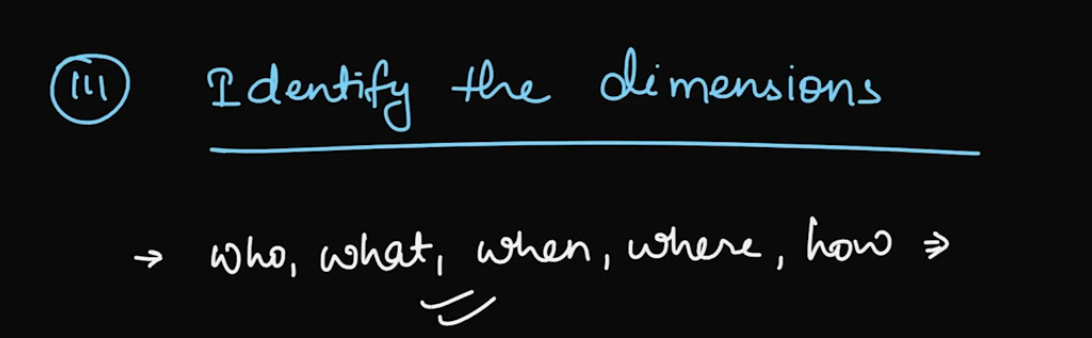 III Identify the dimensions
→ who, what, when, where, how ⇒